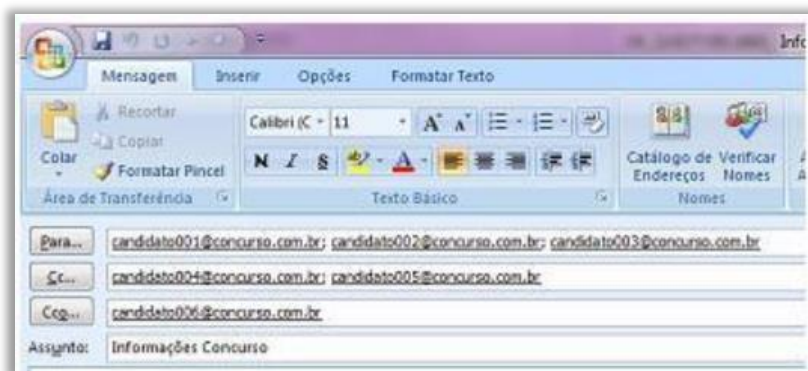 Info
Mensagem Inserir Opções Formatar Texto
Colar
Recortar
Copiar
Formatar Pincel
Área de Transferência
Calibri (C 11
N I S
Texto Básico
Catálogo de Endereços
Verificar Nomes
Nomes
Para... candidato001@concurso.com.br; candidato002@concurso.com.br; candidato003@concurso.com.br
Cc... candidato004@concurso.com.br; candidato005@concurso.com.br
Cco... candidato006@concurso.com.br
Assunto: Informações Concurso